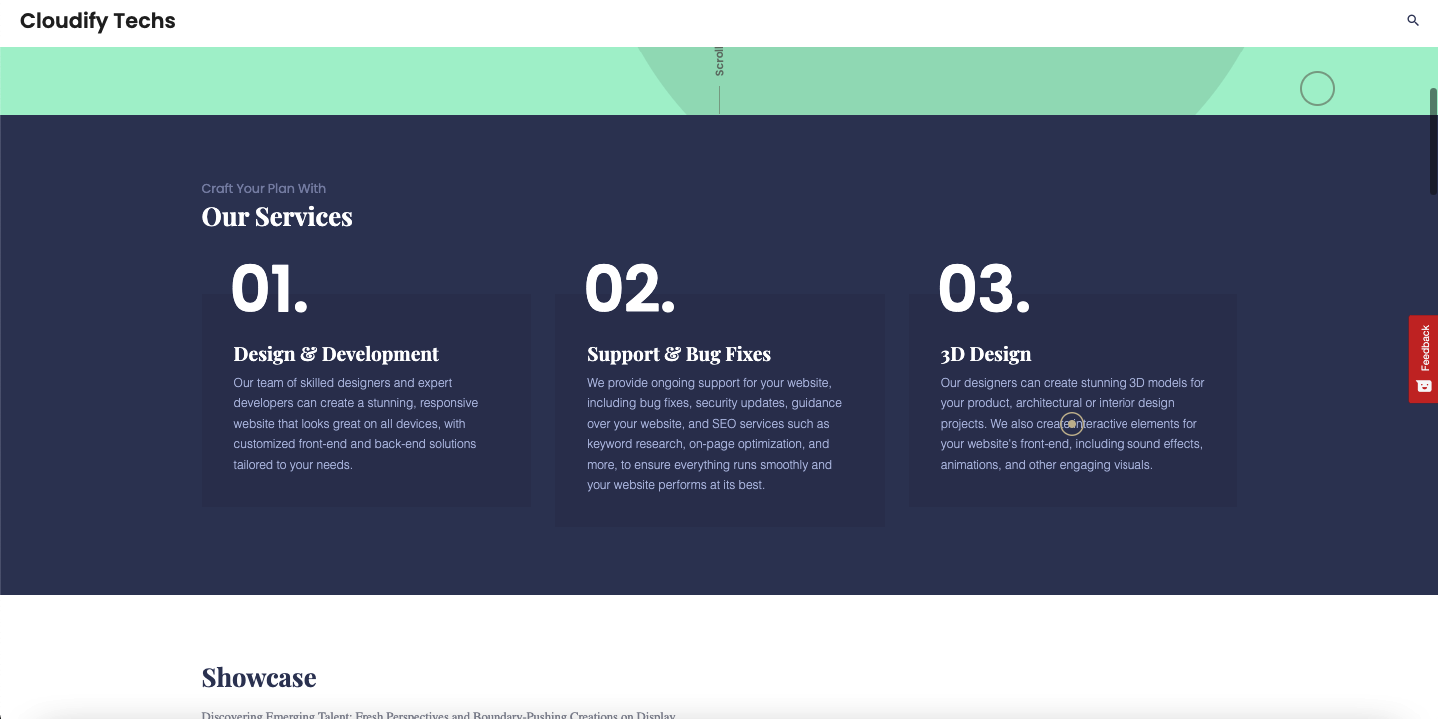 Cloudify Techs
Scroll
Craft Your Plan With
Our Services
01.
Design & Development
Our team of skilled designers and expert
developers can create a stunning, responsive
website that looks great on all devices, with
customized front-end and back-end solutions
tailored to your needs.
02.
Support & Bug Fixes
We provide ongoing support for your website,
including bug fixes, security updates, guidance
over your website, and SEO services such as
keyword research, on-page optimization, and
more, to ensure everything runs smoothly and
your website performs at its best.
03.
3D Design
Our designers can create stunning 3D models for
your product, architectural or interior design
projects. We also create interactive elements for
your website's front-end, including sound effects,
animations, and other engaging visuals.
Feedback
Showcase
Discovering Emerging Talent: Fresh Perspectives and Boundary-Pushing Creations on Display